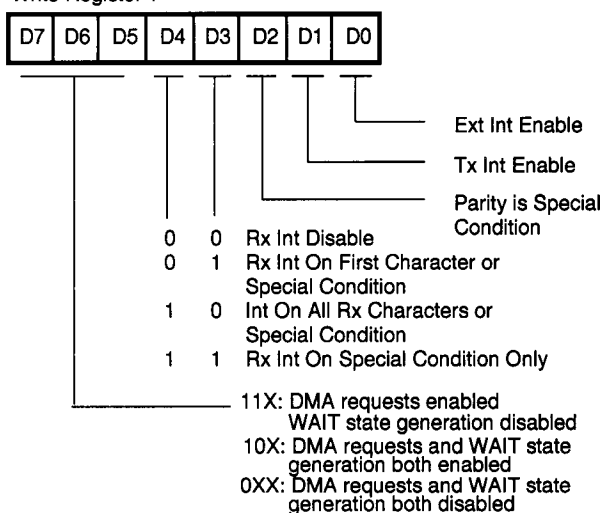 Write Register 1
D7 D6 D5 D4 D3 D2 D1 D0
Ext Int Enable
Tx Int Enable
Parity is Special
Condition
0 0 Rx Int Disable
0 1 Rx Int On First Character or
Special Condition
1 0 Int On All Rx Characters or
Special Condition
1 1 Rx Int On Special Condition Only
11X: DMA requests enabled
WAIT state generation disabled
10X: DMA requests and WAIT state
generation both enabled
0XX: DMA requests and WAIT state
generation both disabled